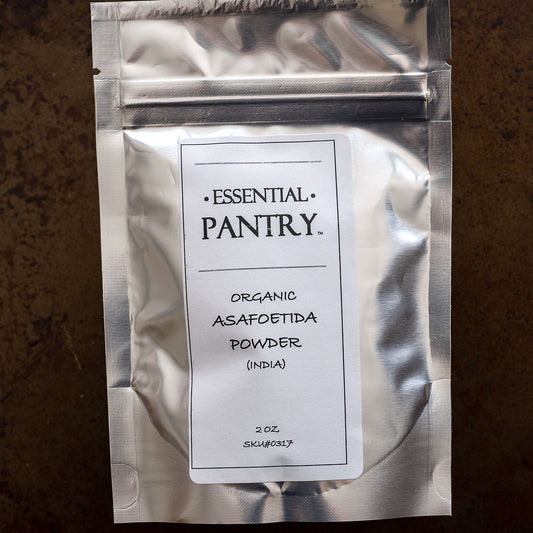 • ESSENTIAL •
PANTRY™
ORGANIC
ASAFOETIDA
POWDER
(INDIA)
2 OZ.
SKU#0317